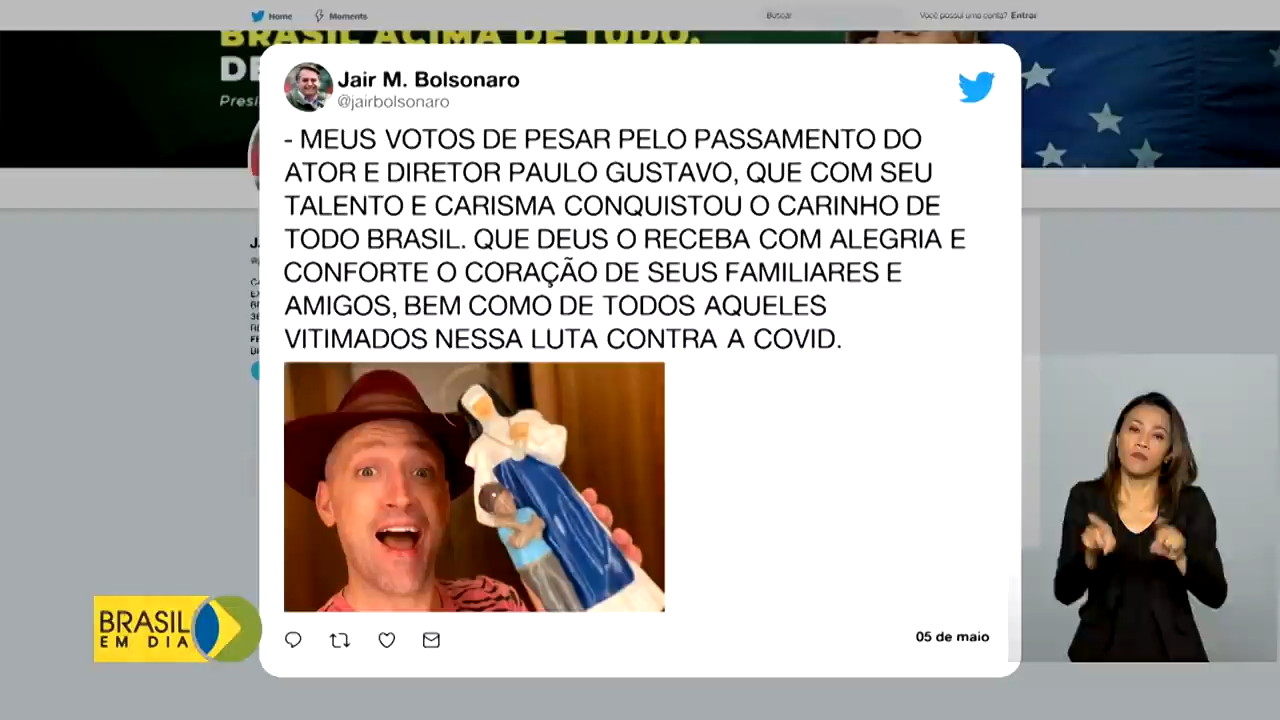 Home
Moments
Buscar
Você possui uma conta? Entrar
BRASIL ACIMA DE TUDO,
DE
Presi
Jair M. Bolsonaro
@jairbolsonaro
- MEUS VOTOS DE PESAR PELO PASSAMENTO DO
ATOR E DIRETOR PAULO GUSTAVO, QUE COM SEU
TALENTO E CARISMA CONQUISTOU O CARINHO DE
TODO BRASIL. QUE DEUS O RECEBA COM ALEGRIA E
CONFORTE O CORAÇÃO DE SEUS FAMILIARES E
AMIGOS, BEM COMO DE TODOS AQUELES
VITIMADOS NESSA LUTA CONTRA A COVID.
05 de maio
BRASIL
EM DIA